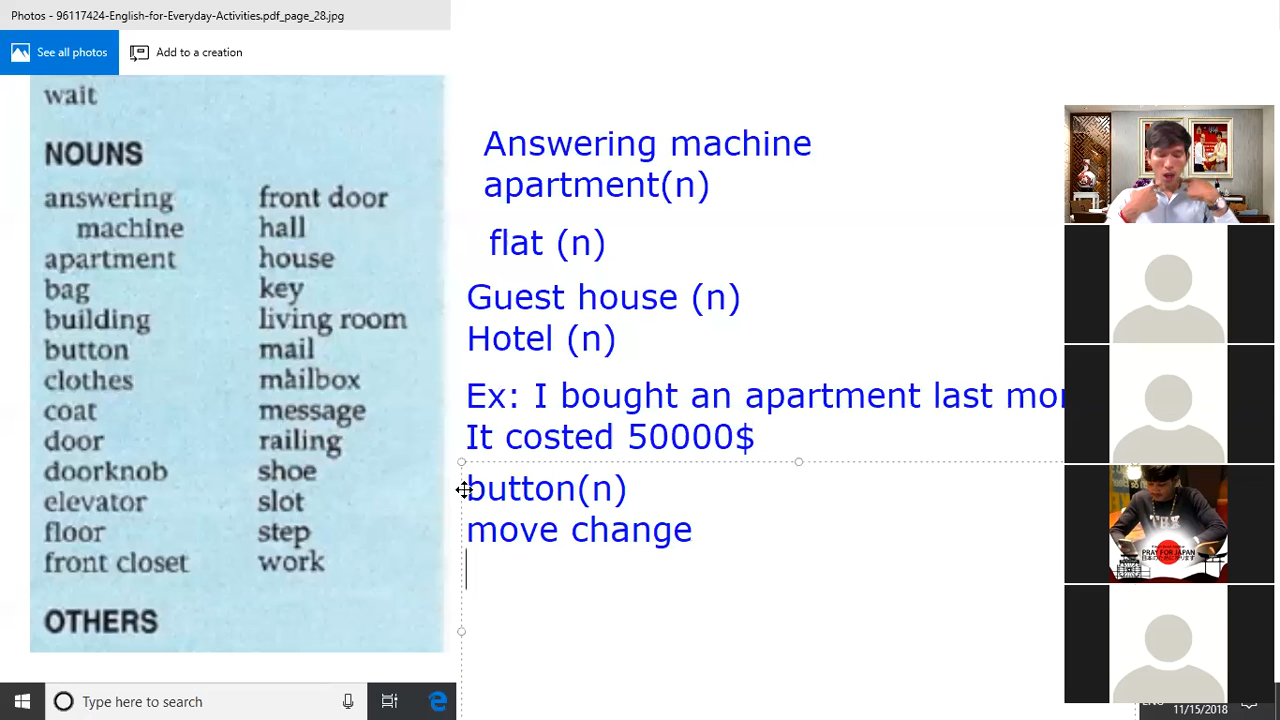 Photos - 96117424-English-for-Everyday-Activities.pdf_page_28.jpg
See all photos
Add to a creation
wait
NOUNS
answering machine
apartment
bag
building
button
clothes
coat
door
doorknob
elevator
floor
front closet
front door
hall
house
key
living room
mail
mailbox
message
railing
shoe
slot
step
work
OTHERS
Answering machine
apartment(n)
flat (n)
Guest house (n)
Hotel (n)
Ex: I bought an apartment last
It costed 50000$
button(n)
move change
PRAY FOR JAPAN
Type here to search
11/15/2018